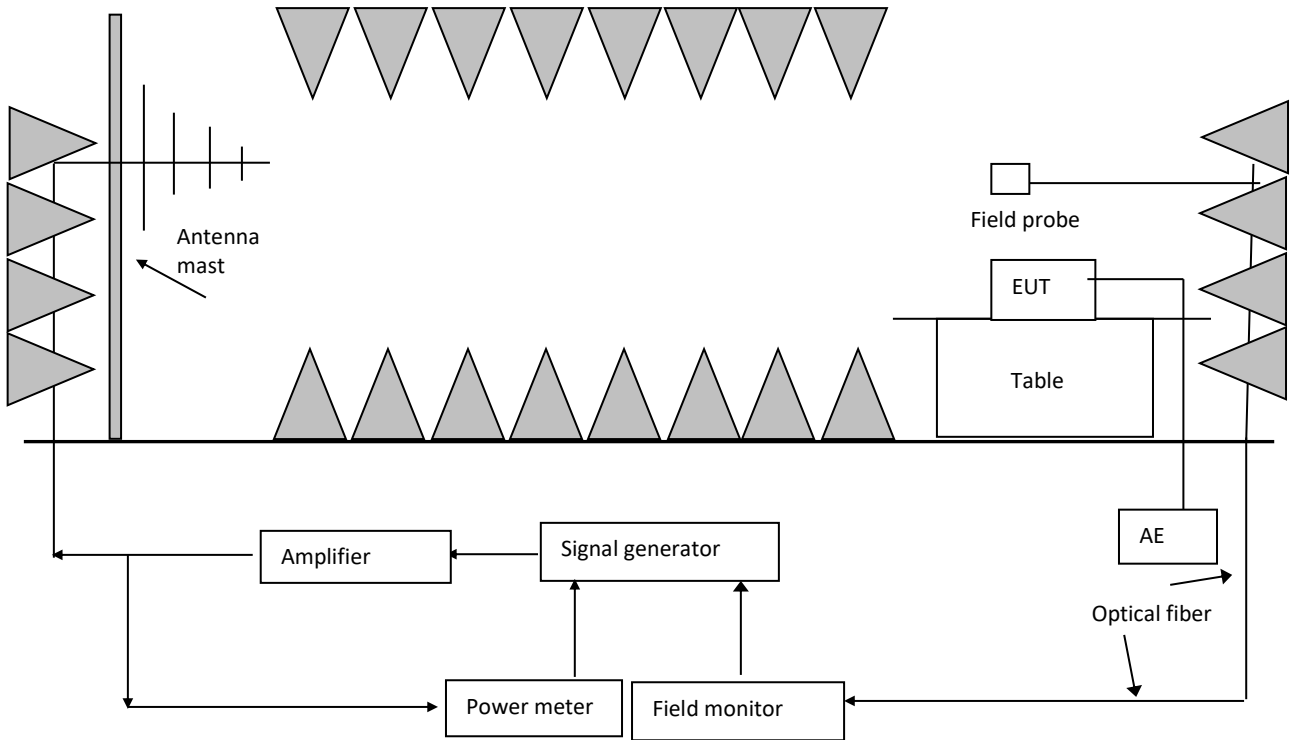 Antenna
mast
Field probe
EUT
Table
AE
Signal generator
Amplifier
Optical fiber
Power meter
Field monitor